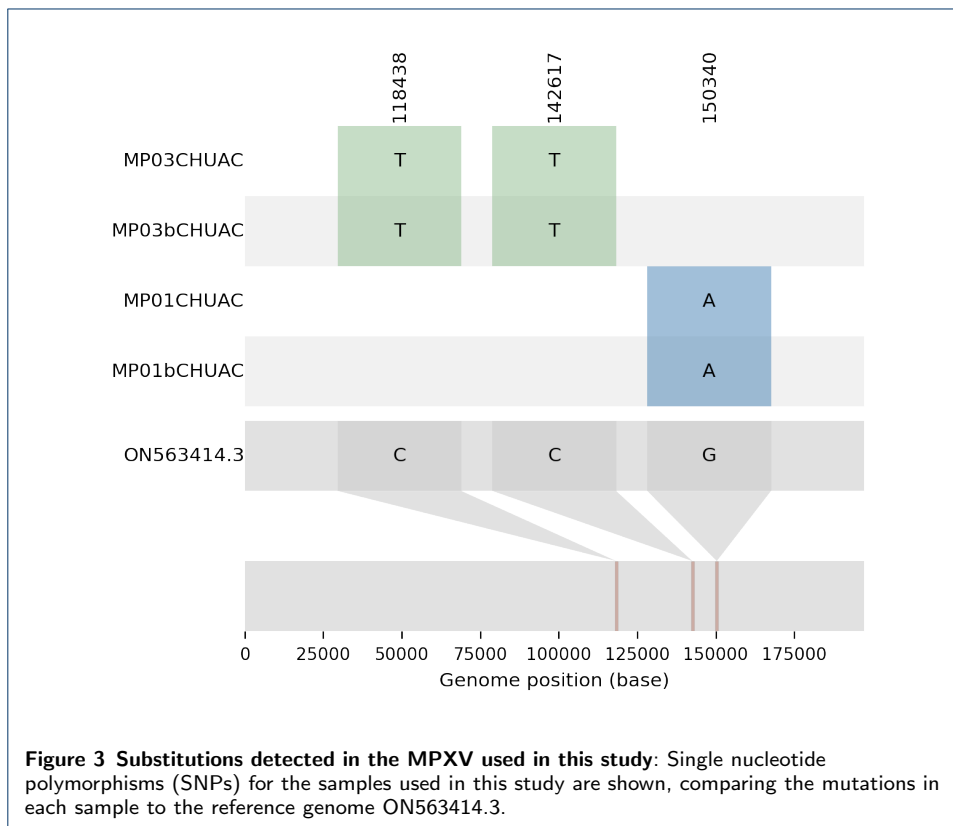 118438 142617 150340
MP03CHUAC T T
MP03bCHUAC T T
MP01CHUAC A
MP01bCHUAC A
ON563414.3 C C G
0 25000 50000 75000 100000 125000 150000 175000
Genome position (base)
Figure 3 Substitutions detected in the MPXV used in this study: Single nucleotide
polymorphisms (SNPs) for the samples used in this study are shown, comparing the mutations in
each sample to the reference genome ON563414.3.